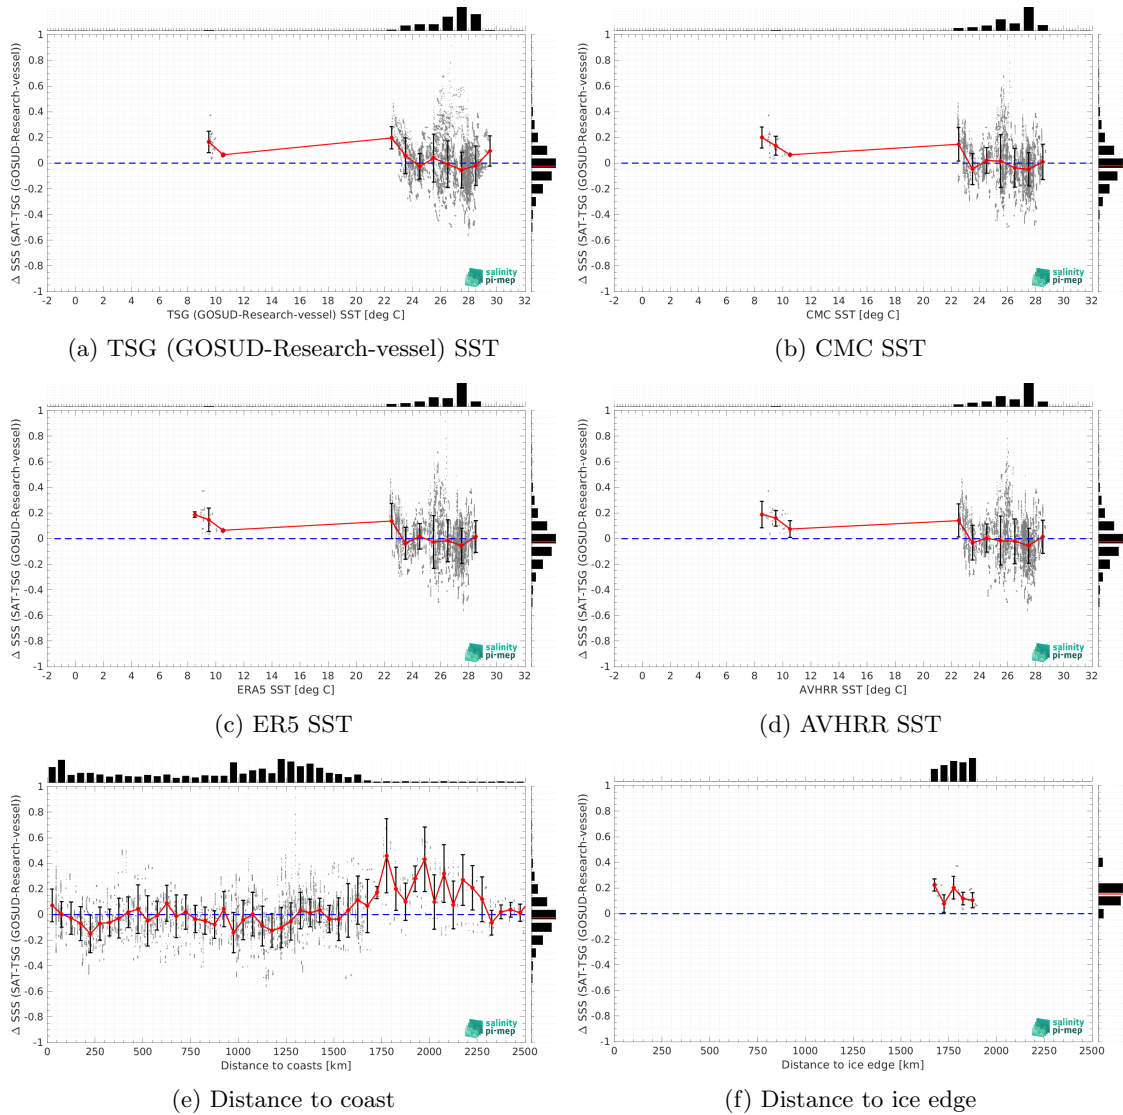 1
0.8
0.6
0.4
0.2
0
-0.2
-0.4
-0.6
-0.8
-1
Δ SSS (SAT-TSG (GOSUD-Research-vessel))
salinity
pi-mep
-2 0 2 4 6 8 10 12 14 16 18 20 22 24 26 28 30 32
TSG (GOSUD-Research-vessel) SST [deg C]
(a) TSG (GOSUD-Research-vessel) SST
1
0.8
0.6
0.4
0.2
0
-0.2
-0.4
-0.6
-0.8
-1
Δ SSS (SAT-TSG (GOSUD-Research-vessel))
salinity
pi-mep
-2 0 2 4 6 8 10 12 14 16 18 20 22 24 26 28 30 32
CMC SST [deg C]
(b) CMC SST
1
0.8
0.6
0.4
0.2
0
-0.2
-0.4
-0.6
-0.8
-1
Δ SSS (SAT-TSG (GOSUD-Research-vessel))
salinity
pi-mep
-2 0 2 4 6 8 10 12 14 16 18 20 22 24 26 28 30 32
ERA5 SST [deg C]
(c) ER5 SST
1
0.8
0.6
0.4
0.2
0
-0.2
-0.4
-0.6
-0.8
-1
Δ SSS (SAT-TSG (GOSUD-Research-vessel))
salinity
pi-mep
-2 0 2 4 6 8 10 12 14 16 18 20 22 24 26 28 30 32
AVHRR SST [deg C]
(d) AVHRR SST
1
0.8
0.6
0.4
0.2
0
-0.2
-0.4
-0.6
-0.8
-1
Δ SSS (SAT-TSG (GOSUD-Research-vessel))
salinity
pi-mep
0 250 500 750 1000 1250 1500 1750 2000 2250 2500
Distance to coasts [km]
(e) Distance to coast
1
0.8
0.6
0.4
0.2
0
-0.2
-0.4
-0.6
-0.8
-1
Δ SSS (SAT-TSG (GOSUD-Research-vessel))
salinity
pi-mep
0 250 500 750 1000 1250 1500 1750 2000 2250 2500
Distance to ice edge [km]
(f) Distance to ice edge